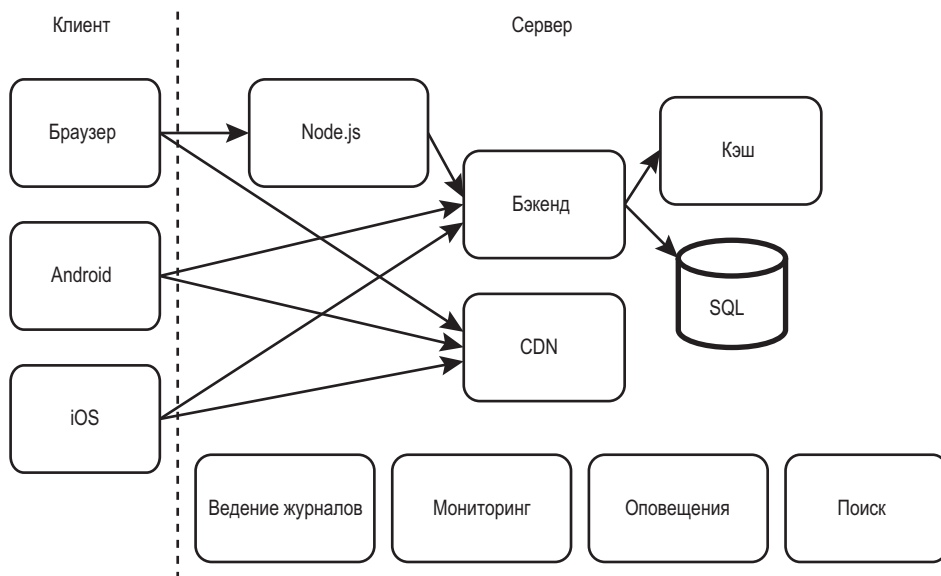 Клиент
Сервер
Браузер
Node.js
Кэш
Бэкенд
Android
SQL
CDN
iOS
Ведение журналов
Мониторинг
Оповещения
Поиск